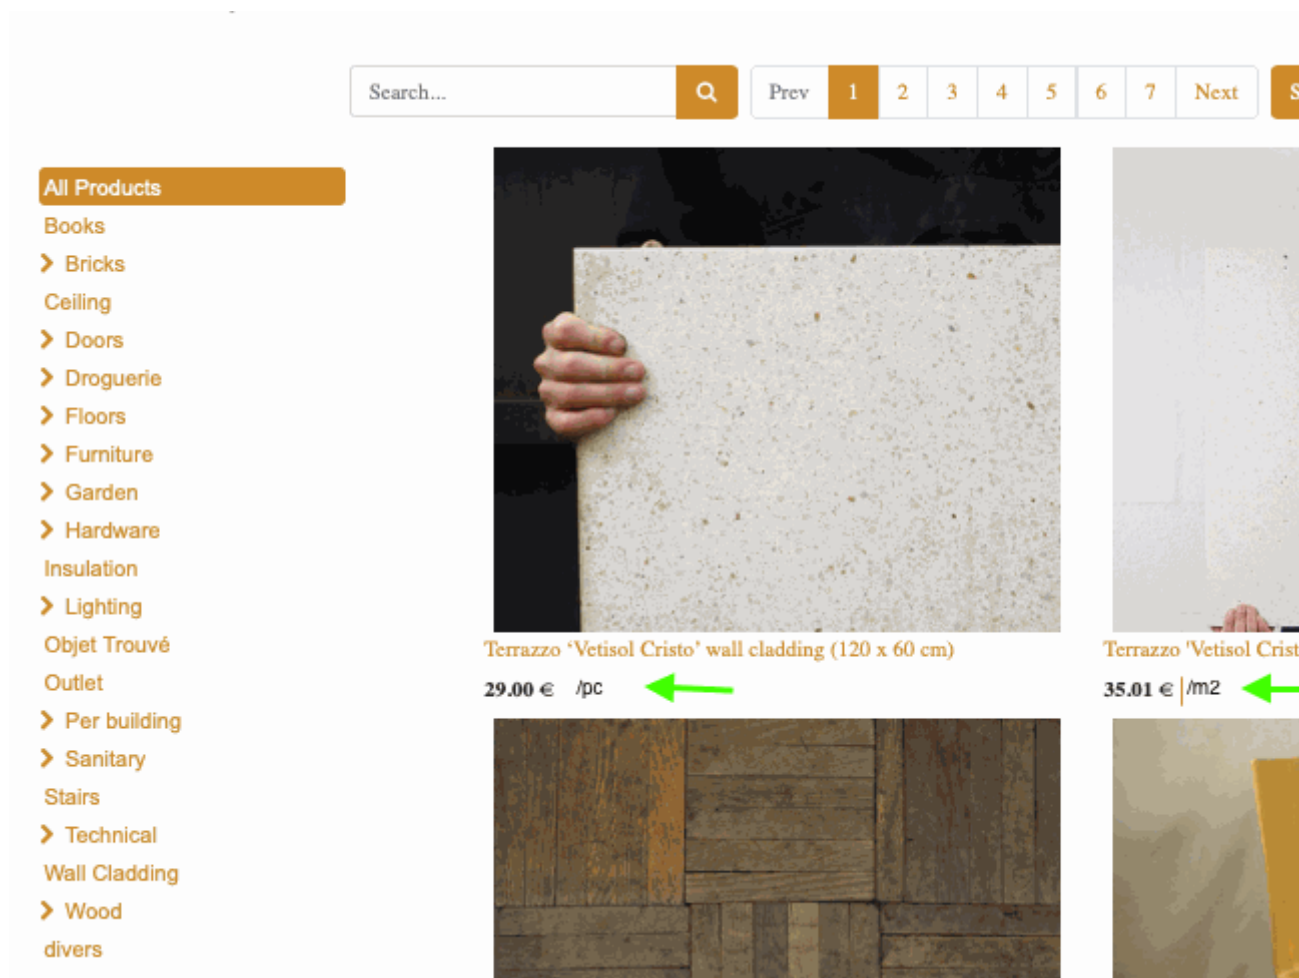 Search...
Prev 1 2 3 4 5 6 7 Next
All Products
Books
Bricks
Ceiling
Doors
Droguerie
Floors
Furniture
Garden
Hardware
Insulation
Lighting
Objet Trouvé
Outlet
Per building
Sanitary
Stairs
Technical
Wall Cladding
Wood
divers
Terrazzo ‘Vetisol Cristo’ wall cladding (120 x 60 cm)
29.00 € /pc
Terrazzo 'Vetisol Crist
35.01 € /m2